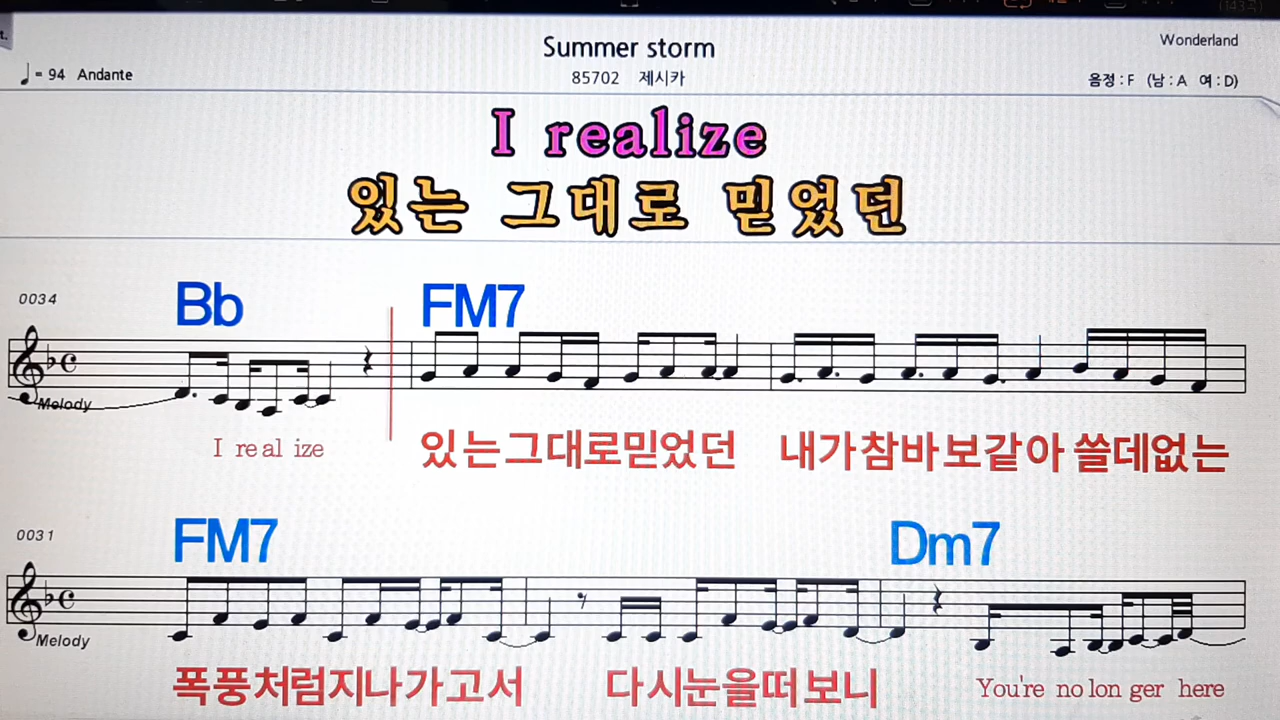 t.
Summer storm
Wonderland
♩= 94 Andante
85702 제시카
음정 : F (남 : A 여 : D)
I realize
있는 그대로 믿었던
0034
Bb FM7
Melody
I real ize 있는그대로믿었던 내가참바보같아 쓸데없는
0031
FM7 Dm7
Melody
폭풍처럼지나가고서 다시눈을떠보니 You're no lon ger here